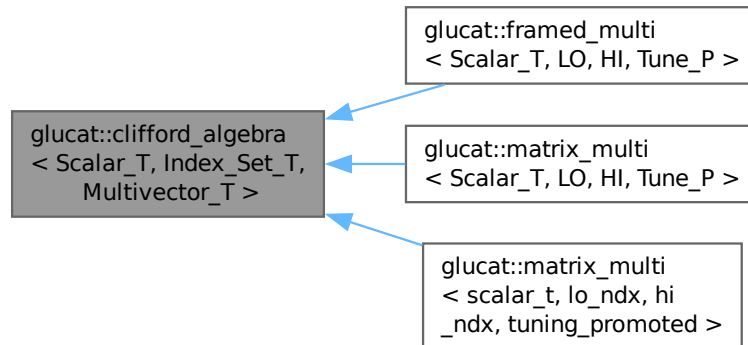 glucat::framed_multi
< Scalar_T, LO, HI, Tune_P >
glucat::clifford_algebra
< Scalar_T, Index_Set_T,
Multivector_T >
glucat::matrix_multi
< Scalar_T, LO, HI, Tune_P >
glucat::matrix_multi
< scalar_t, lo_ndx, hi
_ndx, tuning_promoted >